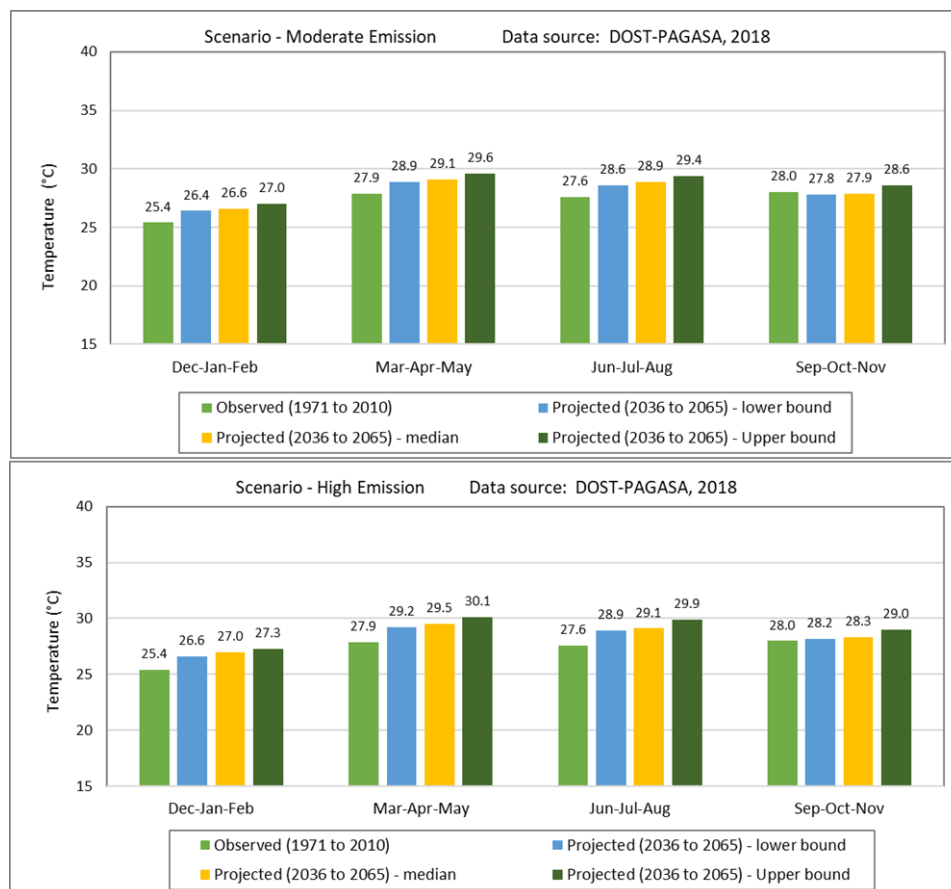 Scenario - Moderate Emission Data source: DOST-PAGASA, 2018
40
35
30
25
20
15
Temperature (°C)
25.4 26.4 26.6 27.0 27.9 28.9 29.1 29.6 27.6 28.6 28.9 29.4 28.0 27.8 27.9 28.6
Dec-Jan-Feb Mar-Apr-May Jun-Jul-Aug Sep-Oct-Nov
Observed (1971 to 2010) Projected (2036 to 2065) - lower bound
Projected (2036 to 2065) - median Projected (2036 to 2065) - Upper bound
Scenario - High Emission Data source: DOST-PAGASA, 2018
40
35
30
25
20
15
Temperature (°C)
25.4 26.6 27.0 27.3 27.9 29.2 29.5 30.1 27.6 28.9 29.1 29.9 28.0 28.2 28.3 29.0
Dec-Jan-Feb Mar-Apr-May Jun-Jul-Aug Sep-Oct-Nov
Observed (1971 to 2010) Projected (2036 to 2065) - lower bound
Projected (2036 to 2065) - median Projected (2036 to 2065) - Upper bound